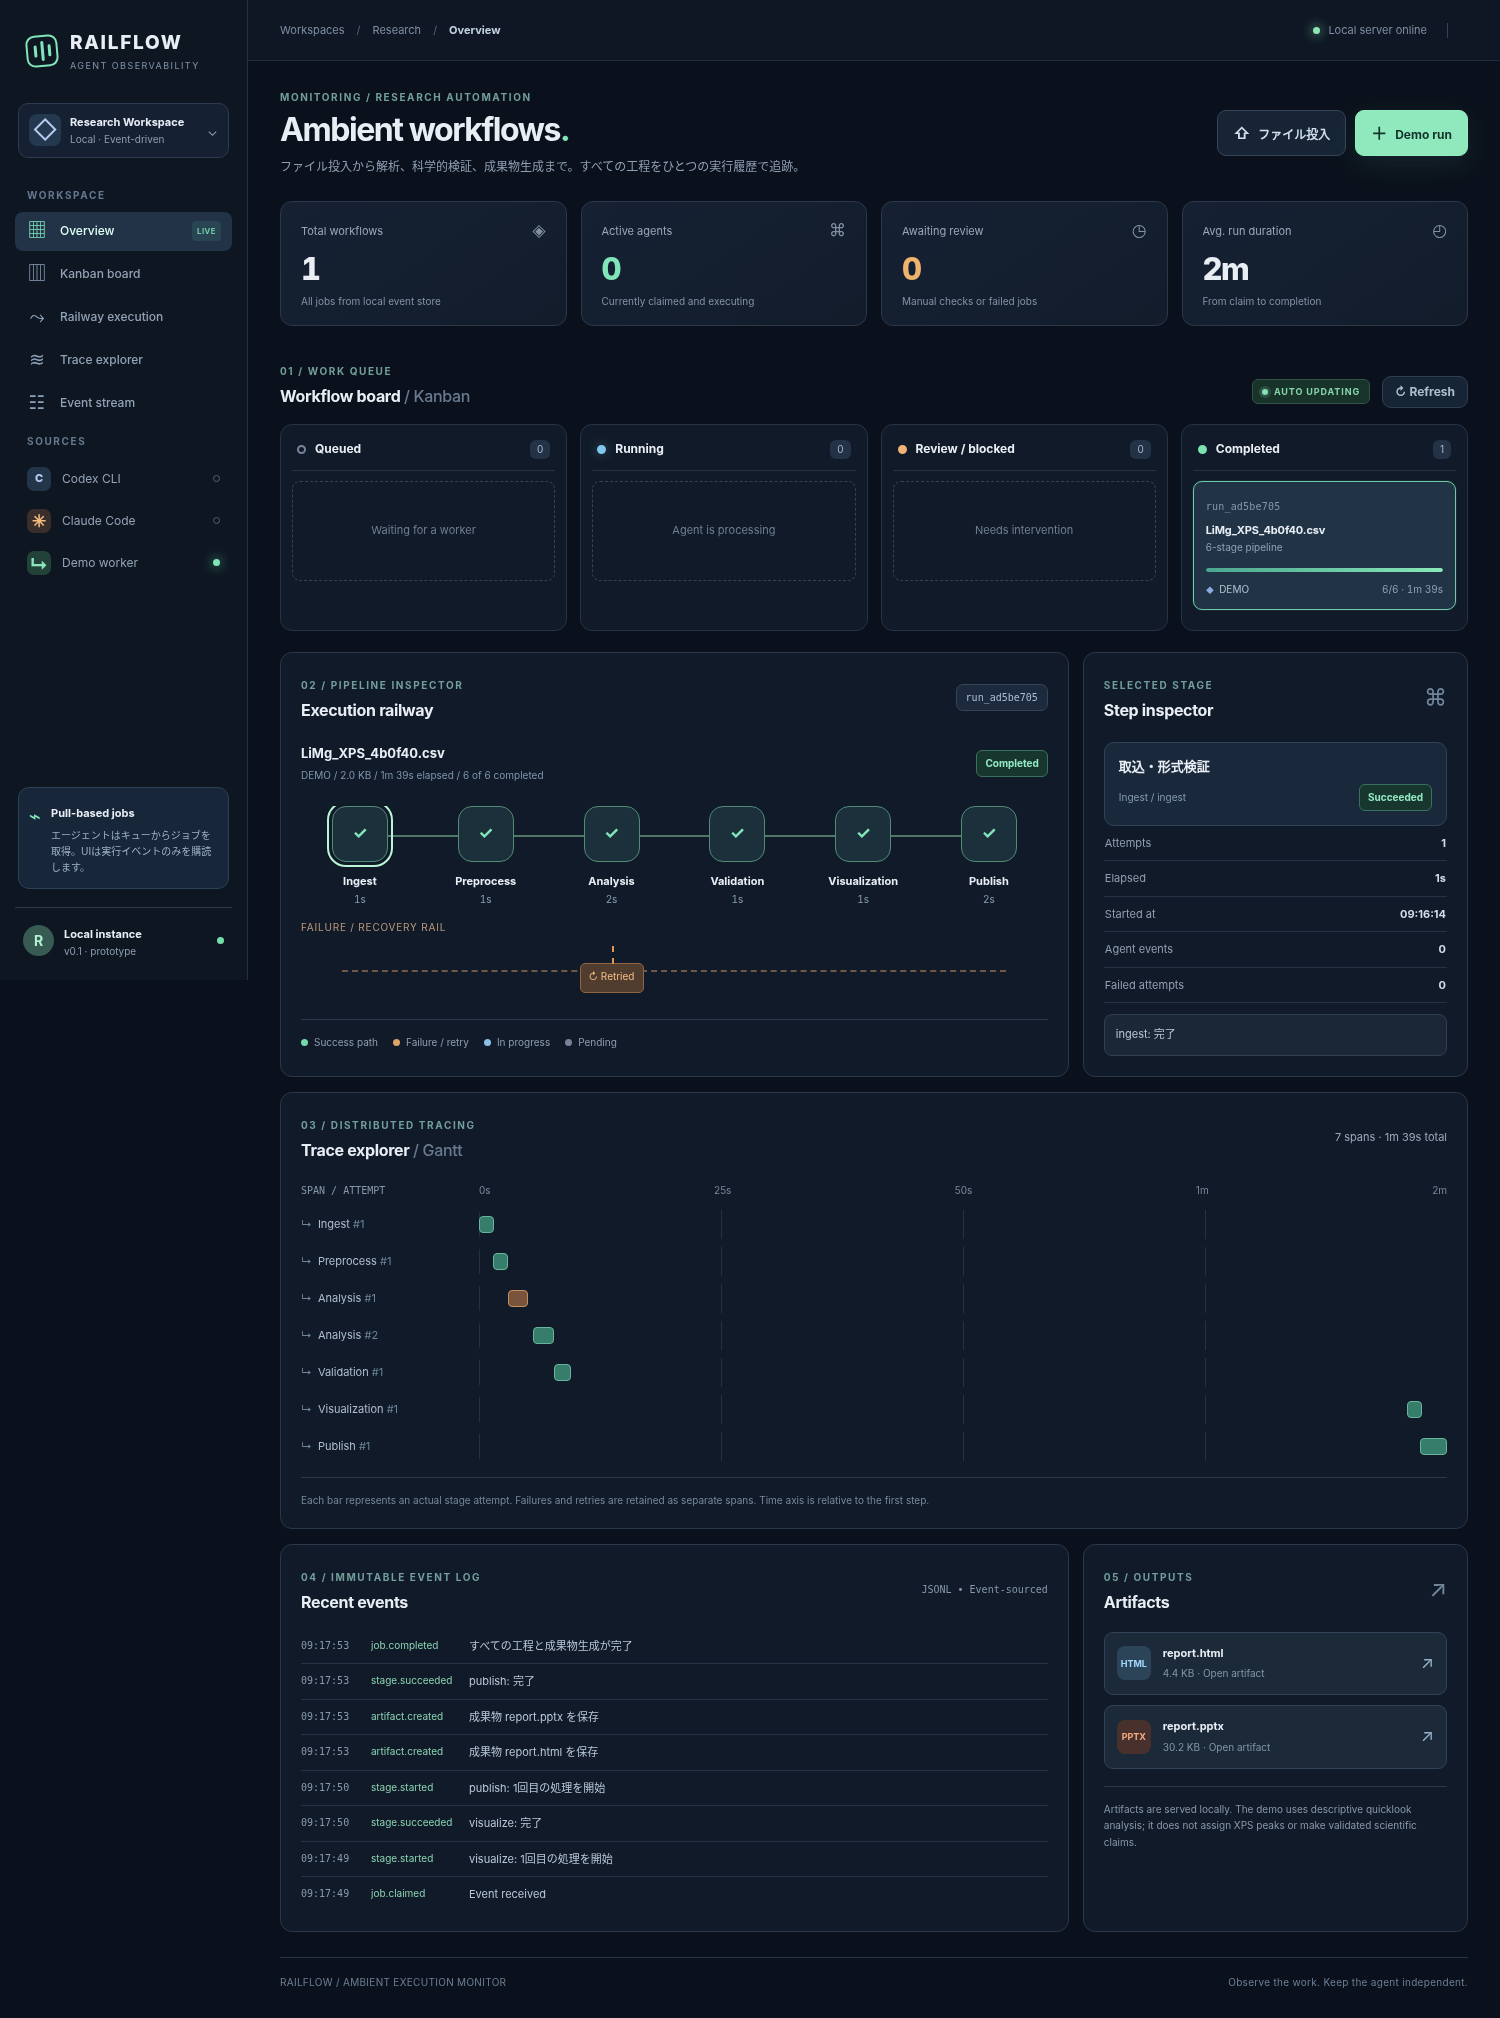 RAILFLOW
AGENT OBSERVABILITY
Research Workspace
Local · Event-driven
WORKSPACE
Overview
LIVE
Kanban board
Railway execution
Trace explorer
Event stream
SOURCES
C
Codex CLI
Claude Code
Demo worker
Pull-based jobs
エージェントはキューからジョブを
取得。UIは実行イベントのみを購読
します。
R
Local instance
v0.1 · prototype
Workspaces / Research / Overview
Local server online
MONITORING / RESEARCH AUTOMATION
Ambient workflows.
ファイル投入から解析、科学的検証、成果物生成まで。すべての工程をひとつの実行履歴で追跡。
ファイル投入
+ Demo run
Total workflows
1
All jobs from local event store
Active agents
⌘
0
Currently claimed and executing
Awaiting review
0
Manual checks or failed jobs
Avg. run duration
2m
From claim to completion
01 / WORK QUEUE
Workflow board / Kanban
AUTO UPDATING
↻ Refresh
Queued
0
Waiting for a worker
Running
0
Agent is processing
Review / blocked
0
Needs intervention
Completed
1
run_ad5be705
LiMg_XPS_4b0f40.csv
6-stage pipeline
◆ DEMO
6/6 · 1m 39s
02 / PIPELINE INSPECTOR
Execution railway
run_ad5be705
LiMg_XPS_4b0f40.csv
DEMO / 2.0 KB / 1m 39s elapsed / 6 of 6 completed
Completed
✓ ✓ ✓ ✓ ✓ ✓
Ingest Preprocess Analysis Validation Visualization Publish
1s 1s 2s 1s 1s 2s
FAILURE / RECOVERY RAIL
↻ Retried
Success path
Failure / retry
In progress
Pending
SELECTED STAGE
Step inspector
⌘
取込・形式検証
Ingest / ingest
Succeeded
Attempts 1
Elapsed 1s
Started at 09:16:14
Agent events 0
Failed attempts 0
ingest: 完了
03 / DISTRIBUTED TRACING
Trace explorer / Gantt
7 spans · 1m 39s total
SPAN / ATTEMPT 0s 25s 50s 1m 2m
↳ Ingest #1
↳ Preprocess #1
↳ Analysis #1
↳ Analysis #2
↳ Validation #1
↳ Visualization #1
↳ Publish #1
Each bar represents an actual stage attempt. Failures and retries are retained as separate spans. Time axis is relative to the first step.
04 / IMMUTABLE EVENT LOG
Recent events
JSONL • Event-sourced
09:17:53 job.completed すべての工程と成果物生成が完了
09:17:53 stage.succeeded publish: 完了
09:17:53 artifact.created 成果物 report.pptx を保存
09:17:53 artifact.created 成果物 report.html を保存
09:17:50 stage.started publish: 1回目の処理を開始
09:17:50 stage.succeeded visualize: 完了
09:17:49 stage.started visualize: 1回目の処理を開始
09:17:49 job.claimed Event received
05 / OUTPUTS
Artifacts
↗
HTML
report.html
4.4 KB · Open artifact
↗
PPTX
report.pptx
30.2 KB · Open artifact
↗
Artifacts are served locally. The demo uses descriptive quicklook
analysis; it does not assign XPS peaks or make validated scientific
claims.
RAILFLOW / AMBIENT EXECUTION MONITOR
Observe the work. Keep the agent independent.